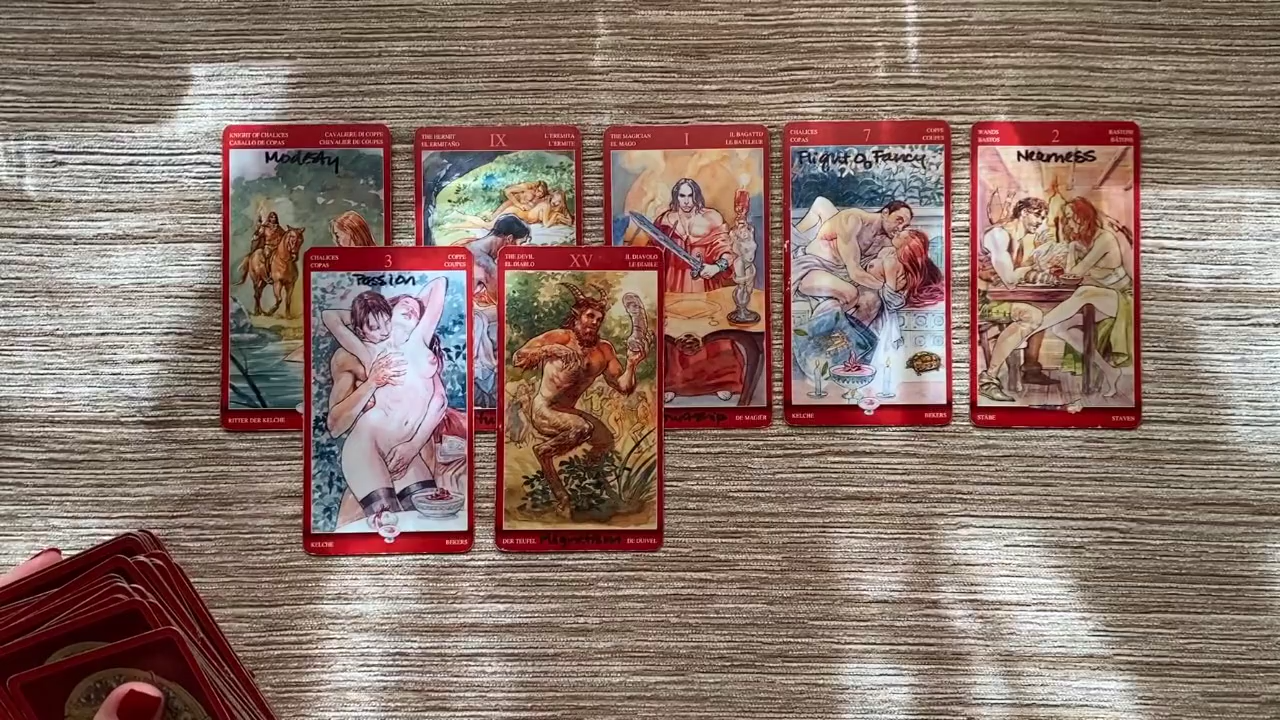 KNIGHT OF CHALICES CAVALIERE DI COPPE
CABALLO DE COPAS CHEVALIER DE COUPES
Modesty
RITTER DER KELCHE
THE HERMIT IX L'EREMITA
EL ERMITAÑO L'ERMITE
THE MAGICIAN I IL BAGATTO
EL MAGO LE BATELEUR
DE MAGIËR
CHALICES 7 COPPE
COPAS COUPES
Flight of Fancy
KELCHE BEKERS
WANDS 2 BASTONI
BASTOS BÂTONS
Nearness
STÄBE STAVEN
CHALICES 3 COPPE
COPAS COUPES
Passion
KELCHE BEKERS
THE DEVIL XV IL DIAVOLO
EL DIABLO LE DIABLE
DER TEUFEL Magnetism DE DUIVEL